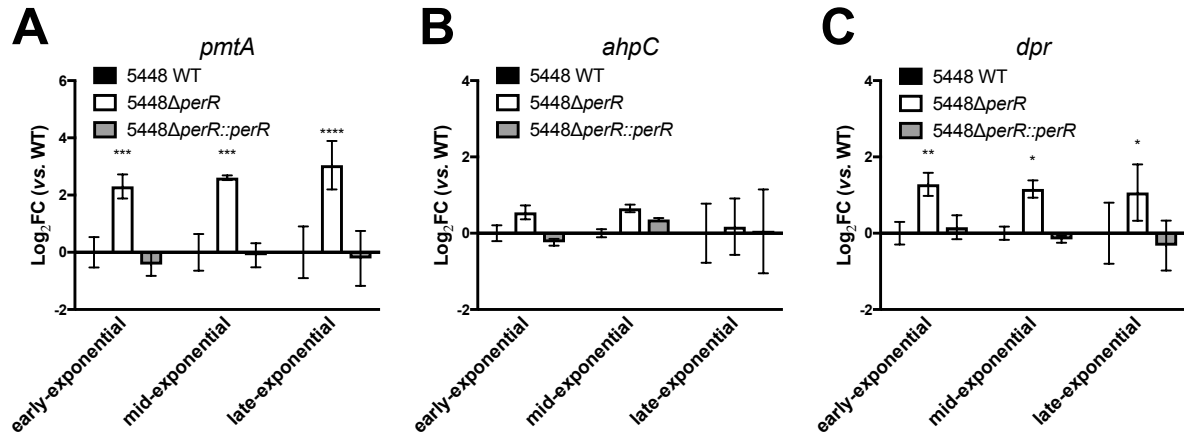 A
pmtA
5448 WT
5448ΔperR
5448ΔperR::perR
Log2FC (vs. WT)
6
4
2
0
-2
***
***
****
early-exponential
mid-exponential
late-exponential
B
ahpC
5448 WT
5448ΔperR
5448ΔperR::perR
Log2FC (vs. WT)
4
2
0
-2
early-exponential
mid-exponential
late-exponential
C
dpr
5448 WT
5448ΔperR
5448ΔperR::perR
Log2FC (vs. WT)
4
2
0
-2
**
*
*
early-exponential
mid-exponential
late-exponential